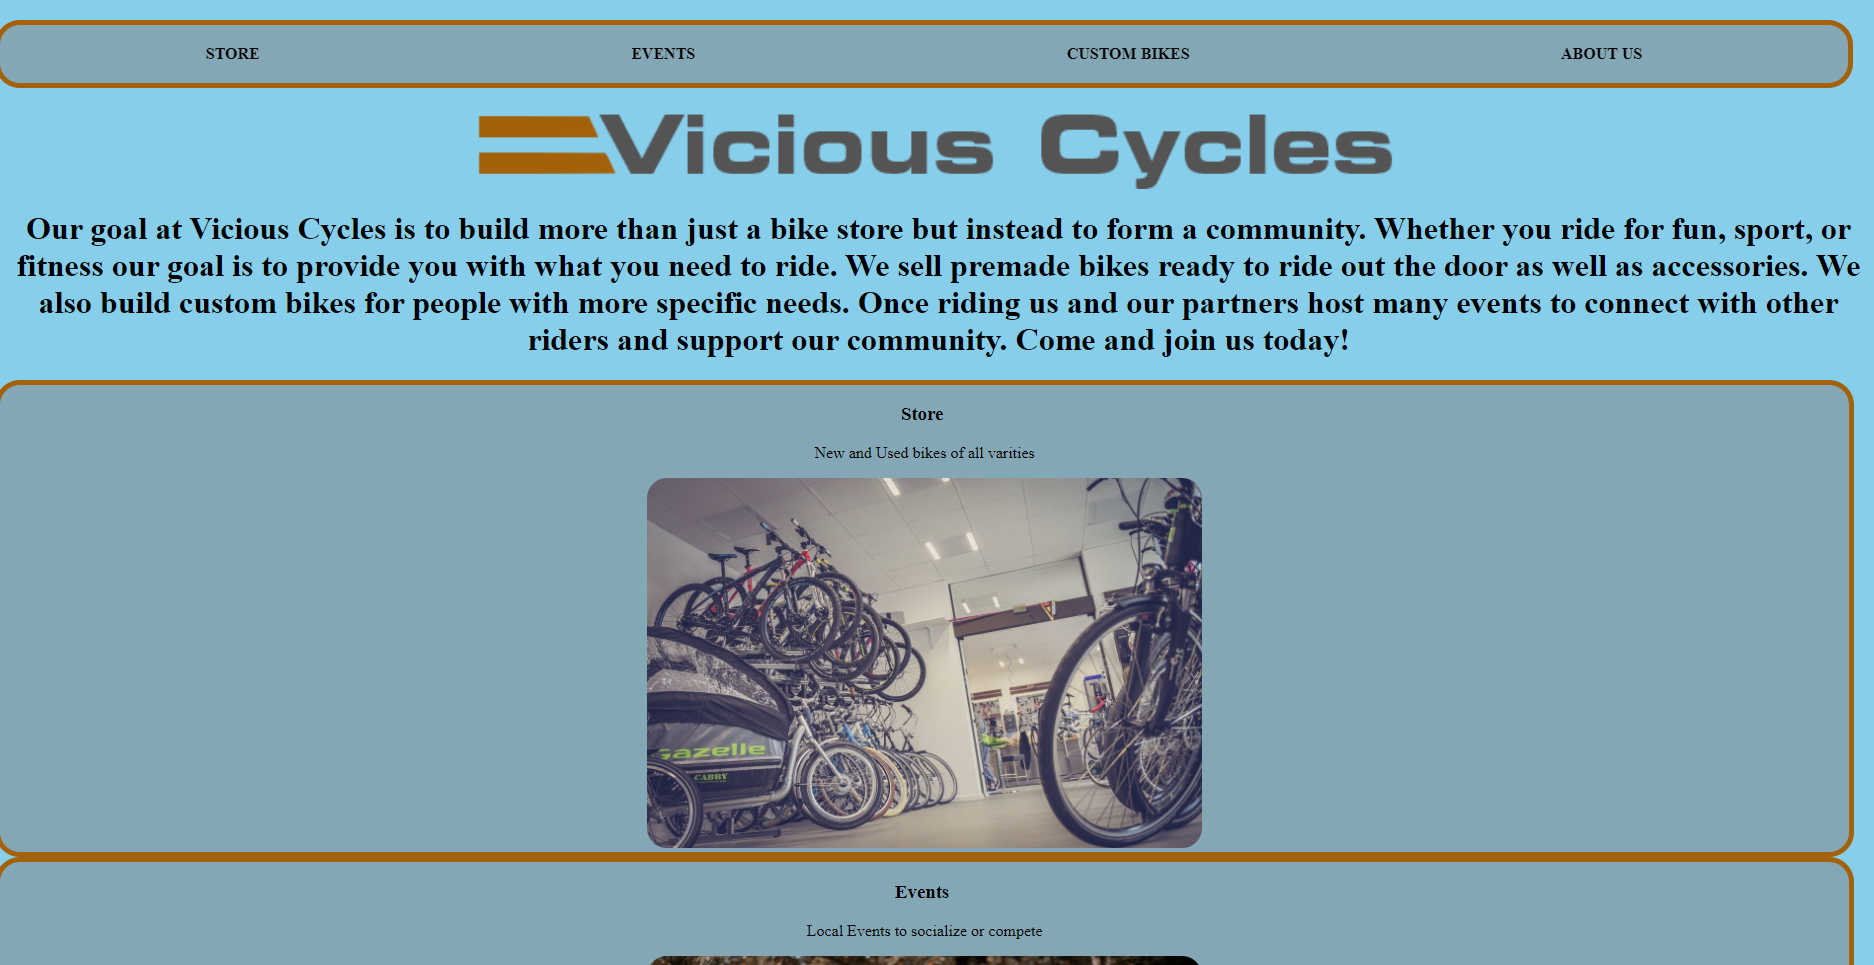 STORE EVENTS CUSTOM BIKES ABOUT US
Vicious Cycles
Our goal at Vicious Cycles is to build more than just a bike store but instead to form a community. Whether you ride for fun, sport, or
fitness our goal is to provide you with what you need to ride. We sell premade bikes ready to ride out the door as well as accessories. We
also build custom bikes for people with more specific needs. Once riding us and our partners host many events to connect with other
riders and support our community. Come and join us today!
Store
New and Used bikes of all varities
Gazelle
CABBY
Events
Local Events to socialize or compete